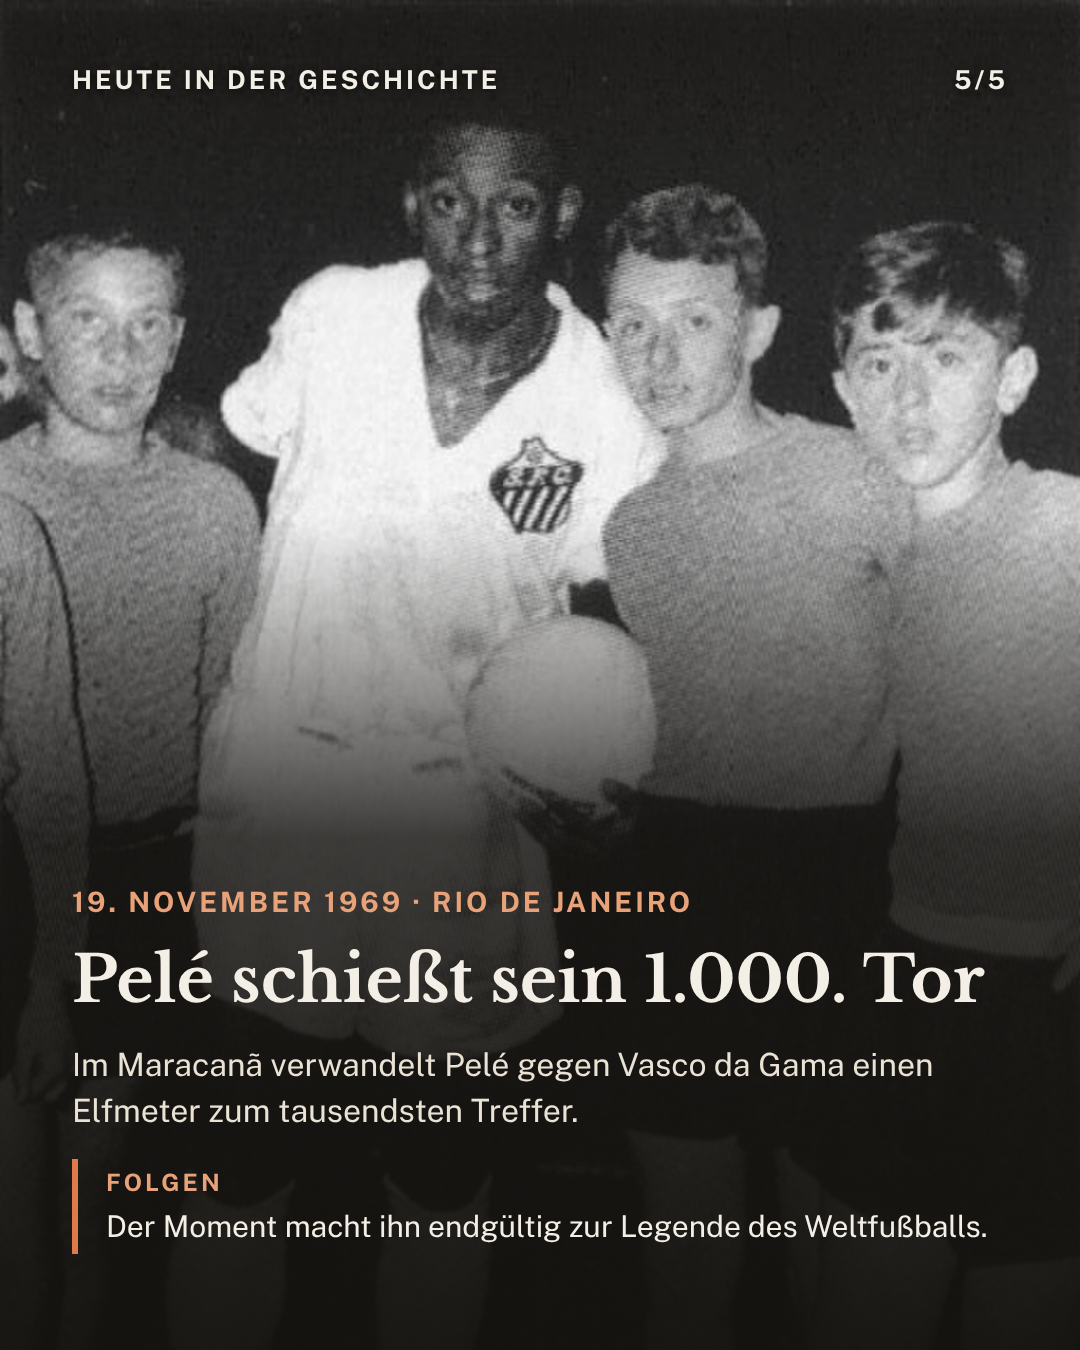 HEUTE IN DER GESCHICHTE
5/5
S.F.C
19. NOVEMBER 1969 · RIO DE JANEIRO
Pelé schießt sein 1.000. Tor
Im Maracanã verwandelt Pelé gegen Vasco da Gama einen
Elfmeter zum tausendsten Treffer.
FOLGEN
Der Moment macht ihn endgültig zur Legende des Weltfußballs.